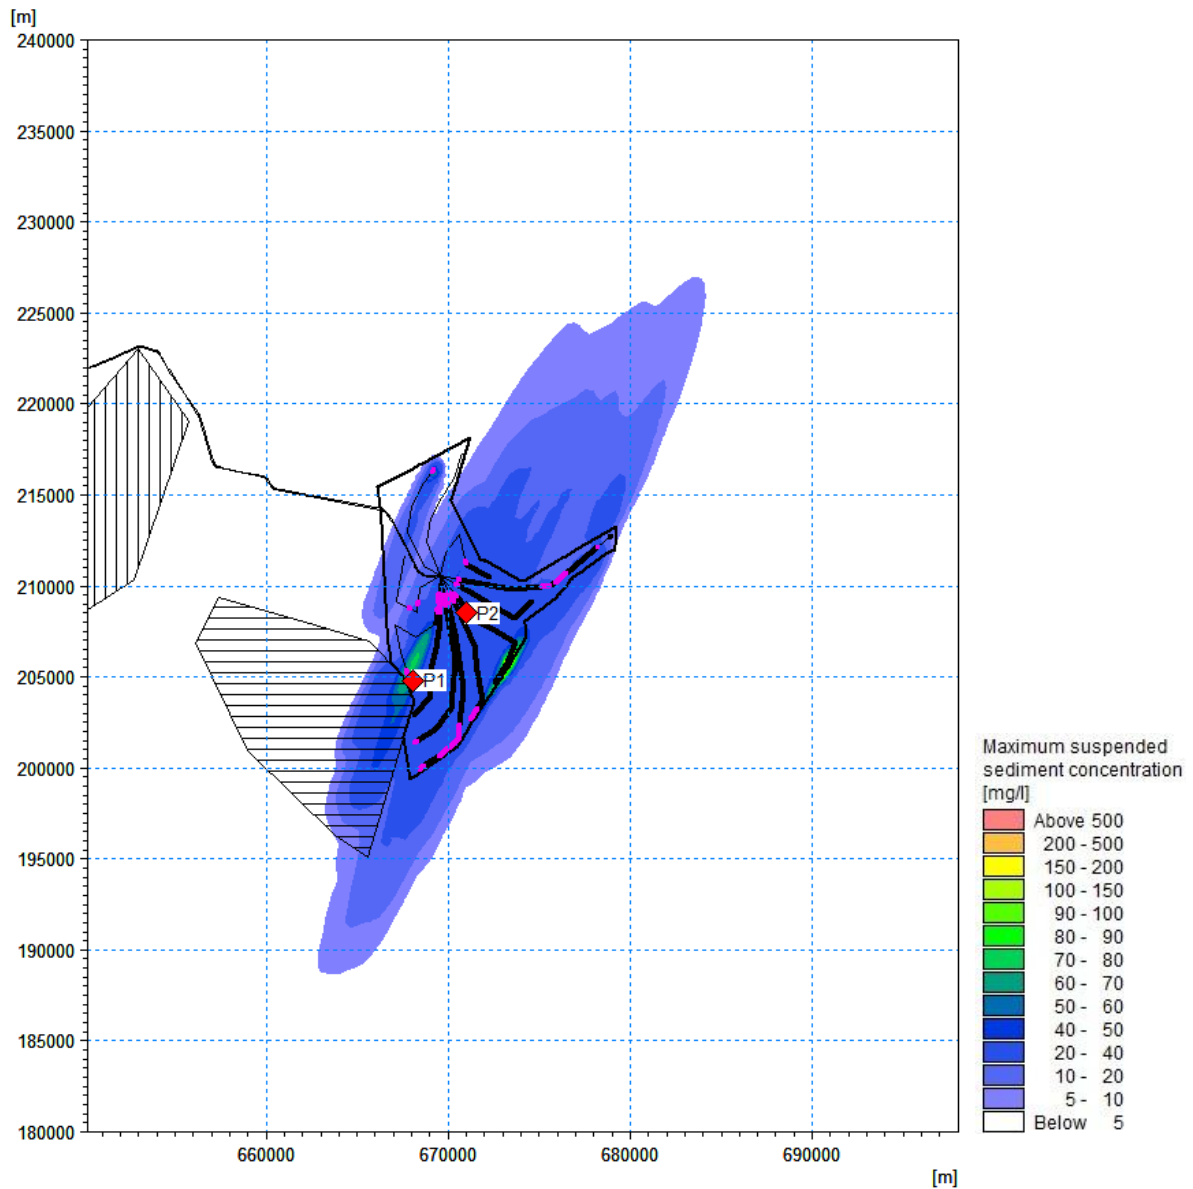 [m]
240000
235000
230000
225000
220000
215000
210000
205000
200000
195000
190000
185000
180000
660000
670000
680000
690000
[m]
P2
P1
Maximum suspended
sediment concentration
[mg/l]
Above 500
200 - 500
150 - 200
100 - 150
90 - 100
80 - 90
70 - 80
60 - 70
50 - 60
40 - 50
20 - 40
10 - 20
5 - 10
Below 5